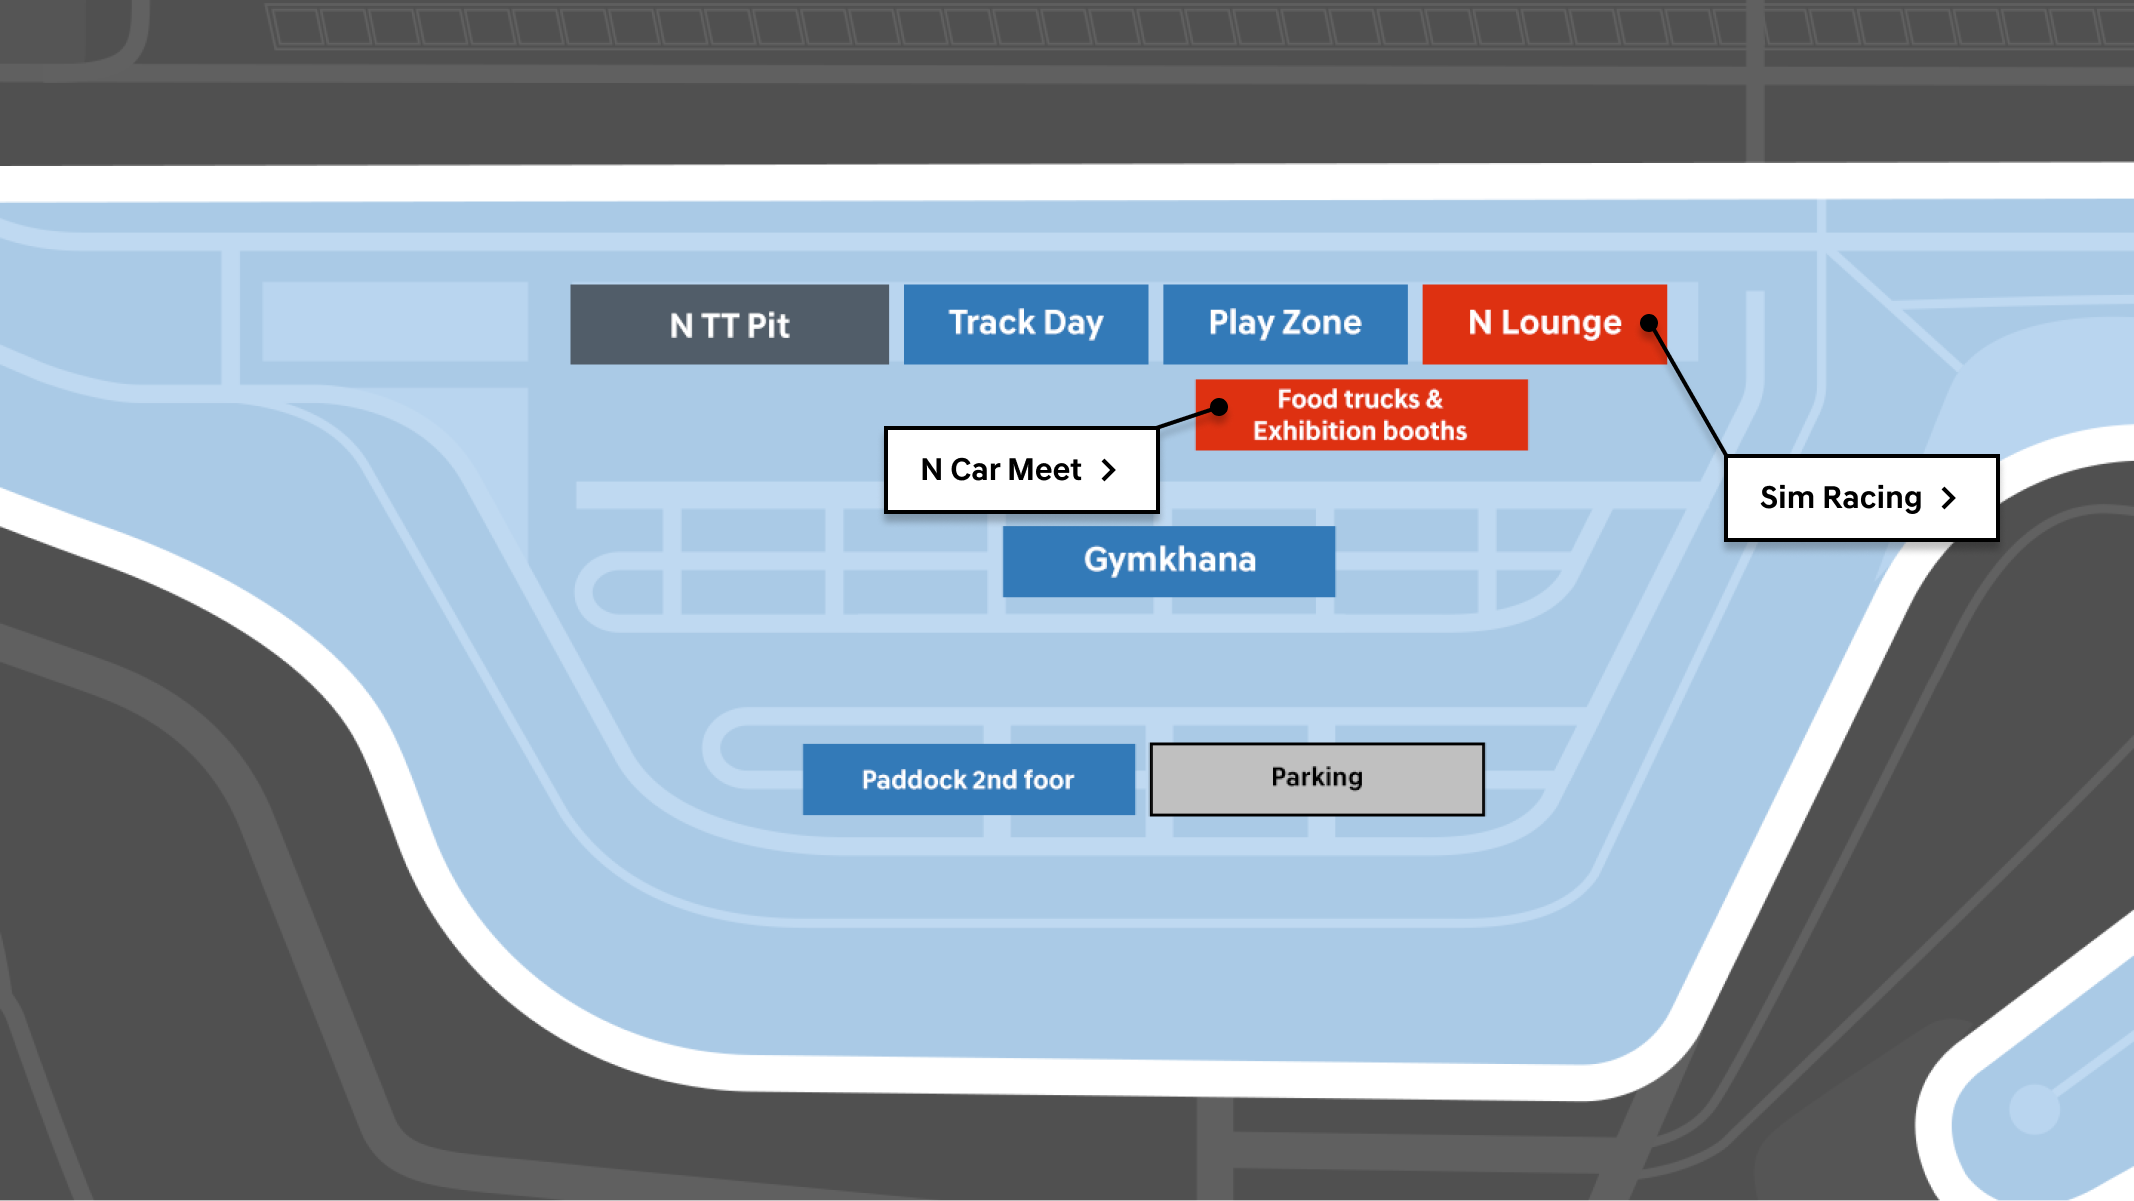 N TT Pit
Track Day
Play Zone
N Lounge
Food trucks &
Exhibition booths
N Car Meet
Sim Racing
Gymkhana
Paddock 2nd foor
Parking